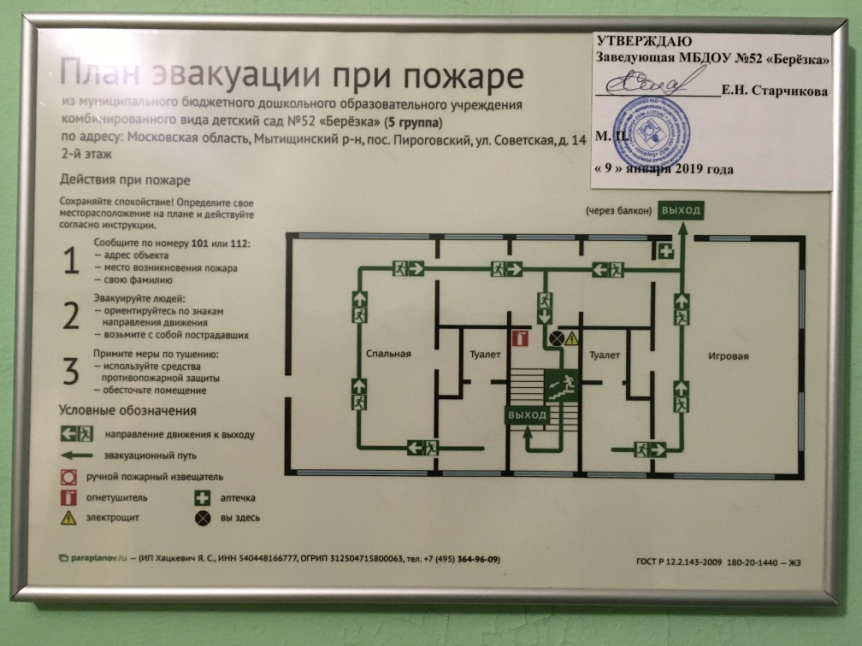 План эвакуации при пожаре
из муниципального бюджетного дошкольного образовательного учреждения
комбинированного вида детский сад №52 «Берёзка» (5 группа)
по адресу: Московская область, Мытищинский р-н, пос. Пироговский, ул. Советская, д. 14
2-й этаж
УТВЕРЖДАЮ
Заведующая МБДОУ №52 «Берёзка»
Е.Н. Старчикова
М. П.
« 9 » января 2019 года
Действия при пожаре
Сохраняйте спокойствие! Определите свое
месторасположение на плане и действуйте
согласно инструкции.
1 Сообщите по номеру 101 или 112:
— адрес объекта
— место возникновения пожара
— свою фамилию
2 Эвакуируйте людей:
— ориентируйтесь по знакам
направления движения
— возьмите с собой пострадавших
3 Примите меры по тушению:
— используйте средства
противопожарной защиты
— обесточьте помещение
Условные обозначения
направление движения к выходу
эвакуационный путь
ручной пожарный извещатель
огнетушитель
аптечка
электрощит
вы здесь
(через балкон) ВЫХОД
Спальная
Туалет
Туалет
Игровая
ВЫХОД
paraplanov.ru — (ИП Хацкевич Я. С., ИНН 540448166777, ОГРИП 312504715800063, тел. +7 (495) 364-96-09)
ГОСТ Р 12.2.143-2009 180-20-1440 — ЖЗ